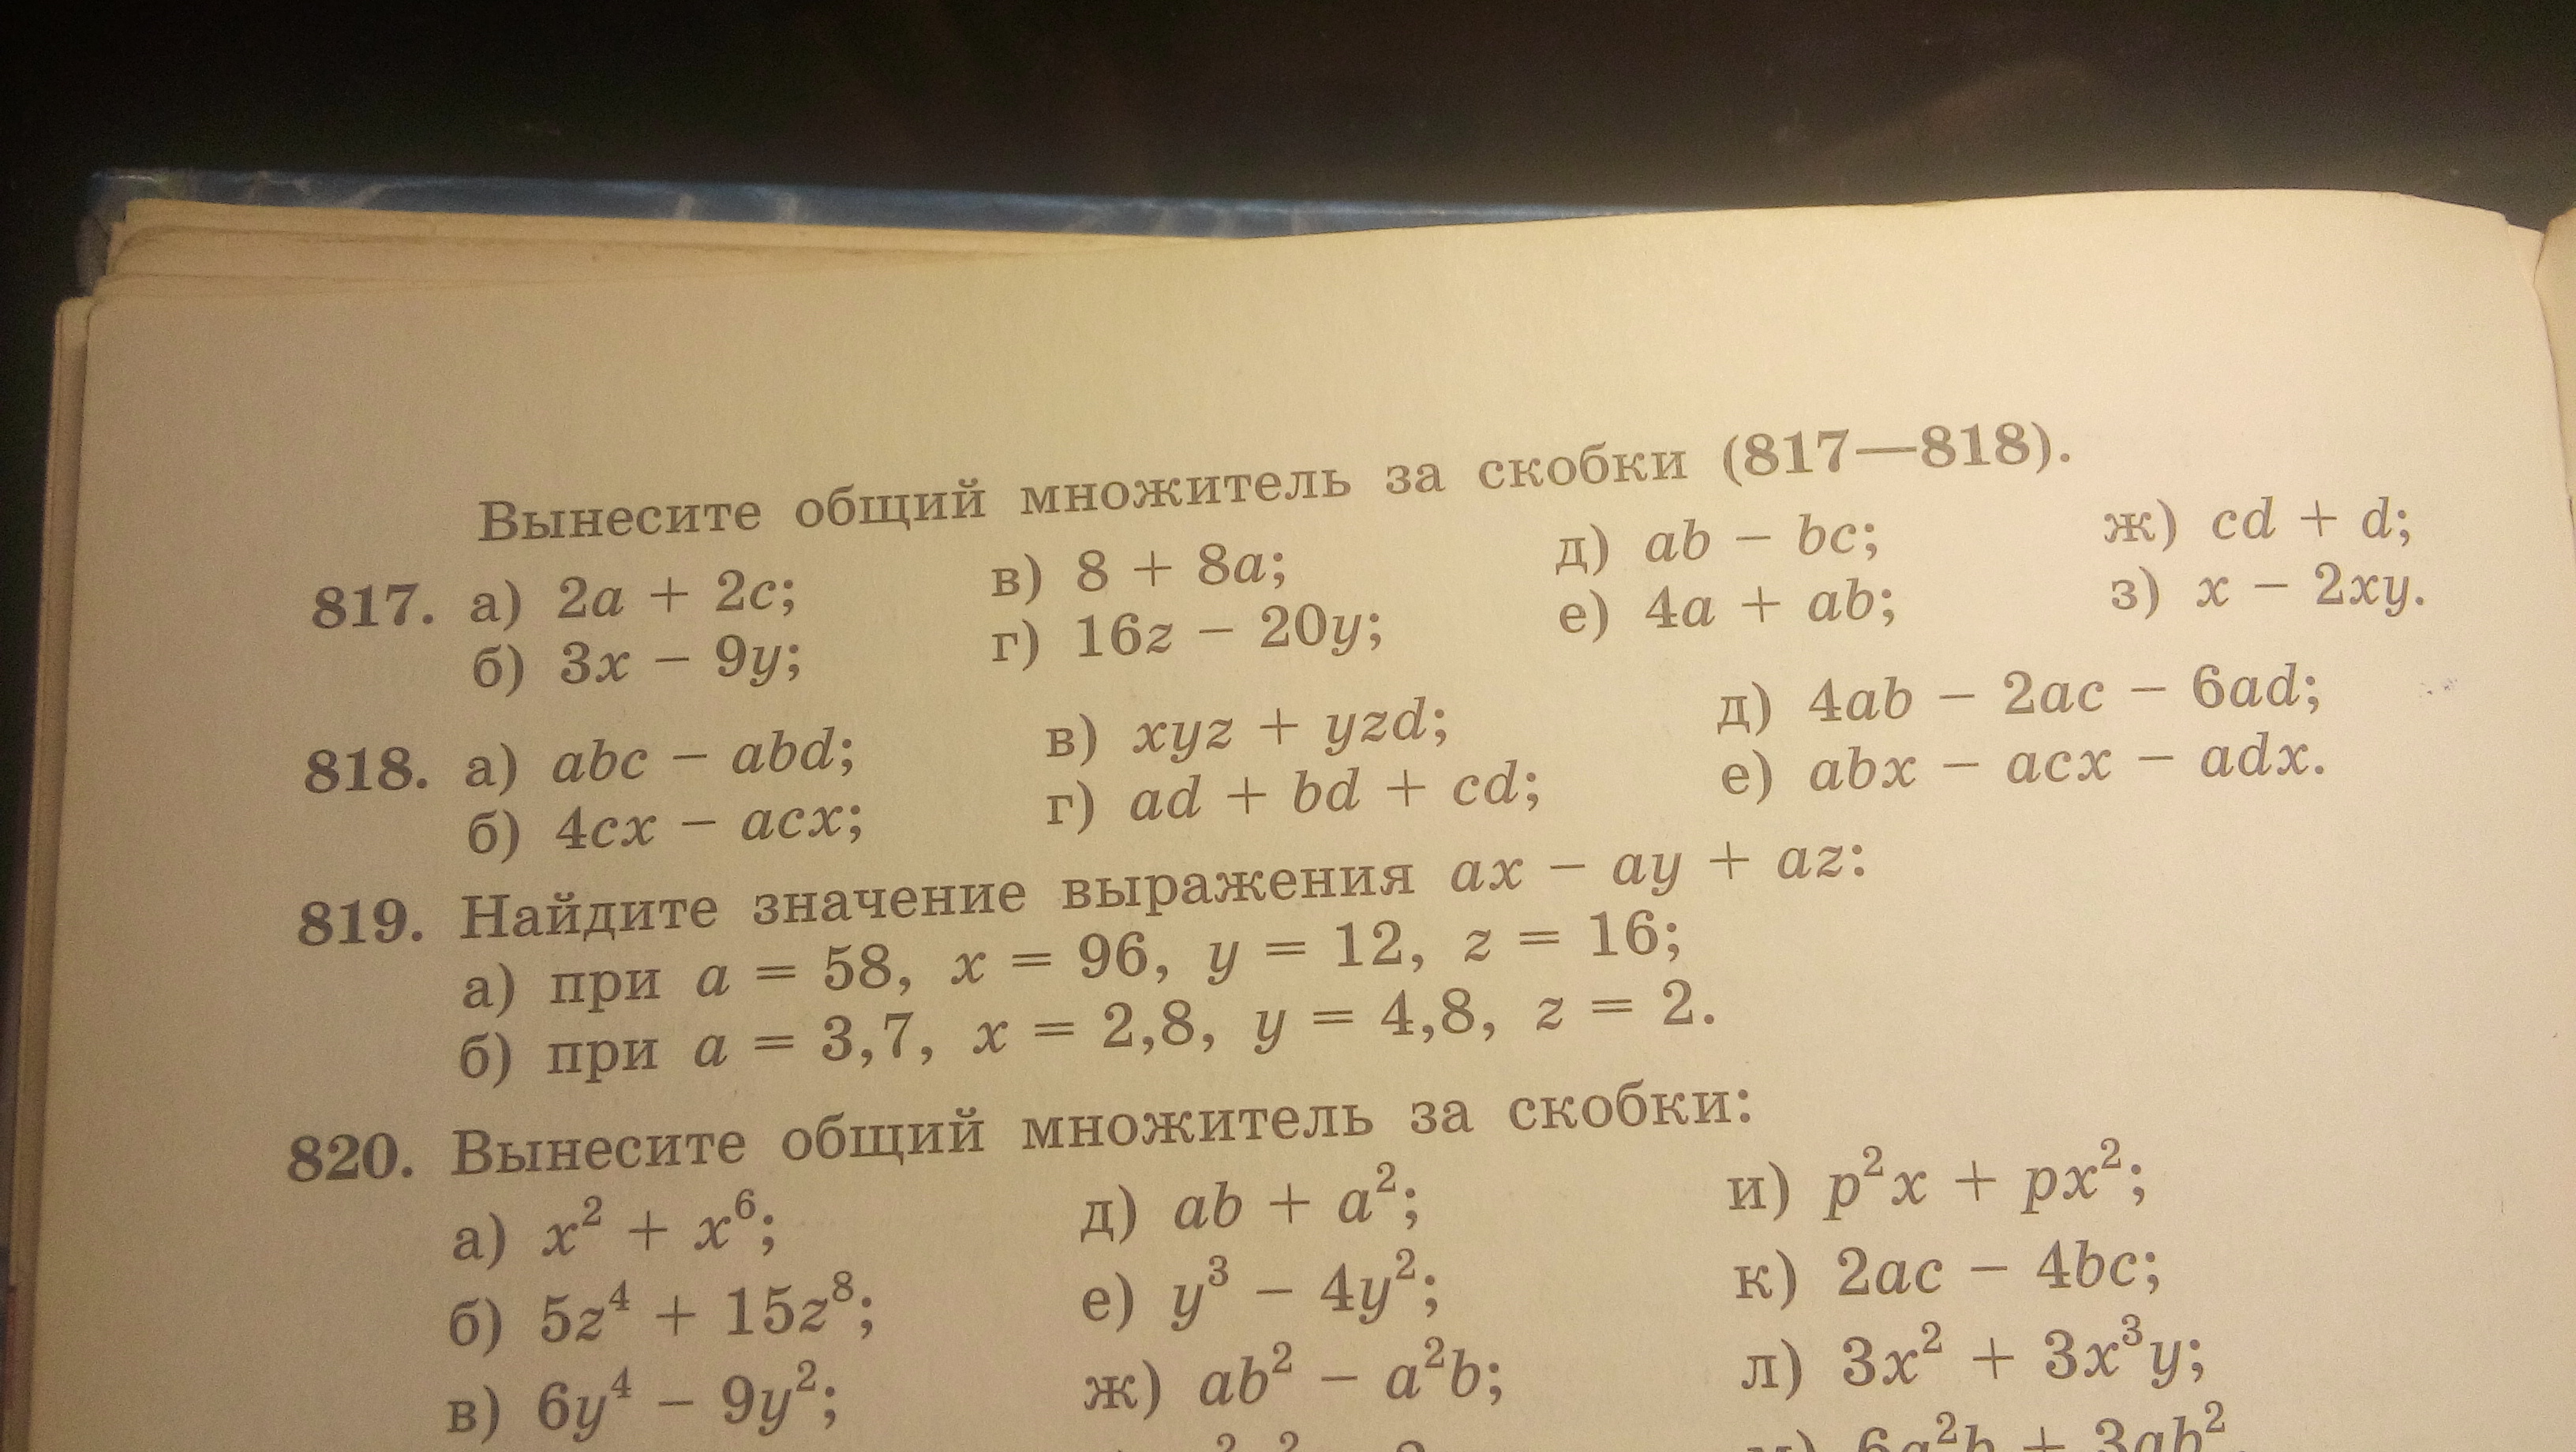 Вынесите общий множитель за скобки (817—818).
817. а) 2a + 2c; в) 8 + 8a; д) ab − bc; ж) cd + d;
б) 3x − 9y; г) 16z − 20y; е) 4a + ab; з) x − 2xy.
818. а) abc − abd; в) xyz + yzd; д) 4ab − 2ac − 6ad;
б) 4cx − acx; г) ad + bd + cd; е) abx − acx − adx.
819. Найдите значение выражения ax − ay + az:
а) при a = 58, x = 96, y = 12, z = 16;
б) при a = 3,7, x = 2,8, y = 4,8, z = 2.
820. Вынесите общий множитель за скобки:
а) x² + x⁶; д) ab + a²; и) p²x + px²;
б) 5z⁴ + 15z⁸; е) y³ − 4y²; к) 2ac − 4bc;
в) 6y⁴ − 9y²; ж) ab² − a²b; л) 3x² + 3x³y;
6a²b + 3ab²